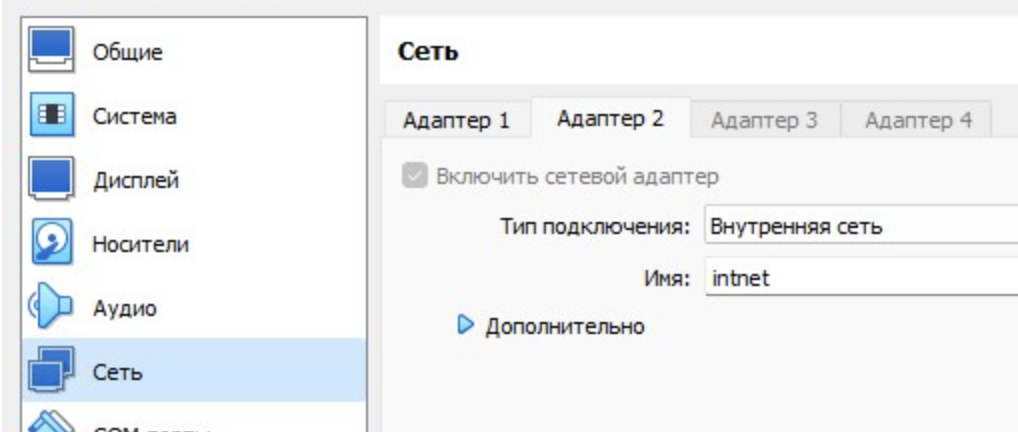 Общие
Система
Дисплей
Носители
Аудио
Сеть
Сеть
Адаптер 1 Адаптер 2 Адаптер 3 Адаптер 4
Включить сетевой адаптер
Тип подключения: Внутренняя сеть
Имя: intnet
Дополнительно